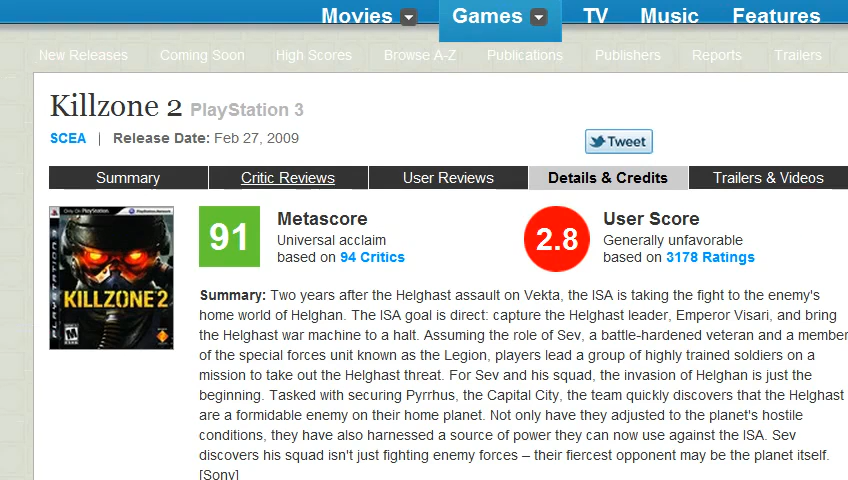 Movies Games TV Music Features
New Releases Coming Soon High Scores Browse A-Z Publications Publishers Reports Trailers
Killzone 2 PlayStation 3
SCEA | Release Date: Feb 27, 2009
Tweet
Summary Critic Reviews User Reviews Details & Credits Trailers & Videos
91 Metascore
Universal acclaim
based on 94 Critics
2.8 User Score
Generally unfavorable
based on 3178 Ratings
PLAYSTATION 3
KILLZONE 2
SONY
Summary: Two years after the Helghast assault on Vekta, the ISA is taking the fight to the enemy's
home world of Helghan. The ISA goal is direct: capture the Helghast leader, Emperor Visari, and bring
the Helghast war machine to a halt. Assuming the role of Sev, a battle-hardened veteran and a member
of the special forces unit known as the Legion, players lead a group of highly trained soldiers on a
mission to take out the Helghast threat. For Sev and his squad, the invasion of Helghan is just the
beginning. Tasked with securing Pyrrhus, the Capital City, the team quickly discovers that the Helghast
are a formidable enemy on their home planet. Not only have they adjusted to the planet's hostile
conditions, they have also harnessed a source of power they can now use against the ISA. Sev
discovers his squad isn't just fighting enemy forces – their fiercest opponent may be the planet itself.
[Sony]